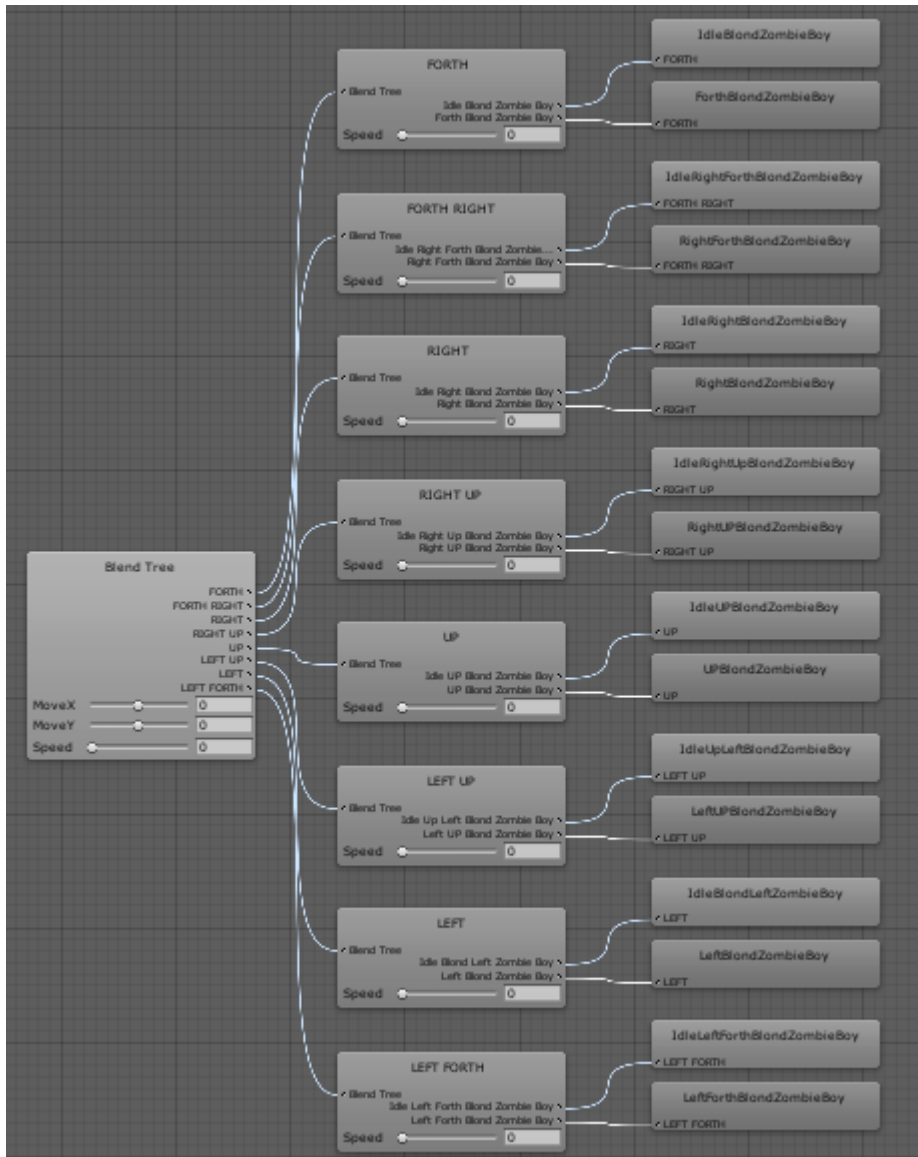 FORTH
Blend Tree
Idle Blond Zombie Boy
Forth Blond Zombie Boy
Speed 0
IdleBlondZombieBoy
FORTH
ForthBlondZombieBoy
FORTH
FORTH RIGHT
Blend Tree
Idle Right Forth Blond Zombie...
Right Forth Blond Zombie Boy
Speed 0
IdleRightForthBlondZombieBoy
FORTH RIGHT
RightForthBlondZombieBoy
FORTH RIGHT
RIGHT
Blend Tree
Idle Right Blond Zombie Boy
Right Blond Zombie Boy
Speed 0
IdleRightBlondZombieBoy
RIGHT
RightBlondZombieBoy
RIGHT
RIGHT UP
Blend Tree
Idle Right Up Blond Zombie Boy
Right UP Blond Zombie Boy
Speed 0
IdleRightUpBlondZombieBoy
RIGHT UP
RightUPBlondZombieBoy
RIGHT UP
Blend Tree
FORTH
FORTH RIGHT
RIGHT
RIGHT UP
UP
LEFT UP
LEFT
LEFT FORTH
MoveX 0
MoveY 0
Speed 0
UP
Blend Tree
Idle UP Blond Zombie Boy
UP Blond Zombie Boy
Speed 0
IdleUPBlondZombieBoy
UP
UPBlondZombieBoy
UP
LEFT UP
Blend Tree
Idle Up Left Blond Zombie Boy
Left UP Blond Zombie Boy
Speed 0
IdleUpLeftBlondZombieBoy
LEFT UP
LeftUPBlondZombieBoy
LEFT UP
LEFT
Blend Tree
Idle Blond Left Zombie Boy
Left Blond Zombie Boy
Speed 0
IdleBlondLeftZombieBoy
LEFT
LeftBlondZombieBoy
LEFT
LEFT FORTH
Blend Tree
Idle Left Forth Blond Zombie Boy
Left Forth Blond Zombie Boy
Speed 0
IdleLeftForthBlondZombieBoy
LEFT FORTH
LeftForthBlondZombieBoy
LEFT FORTH